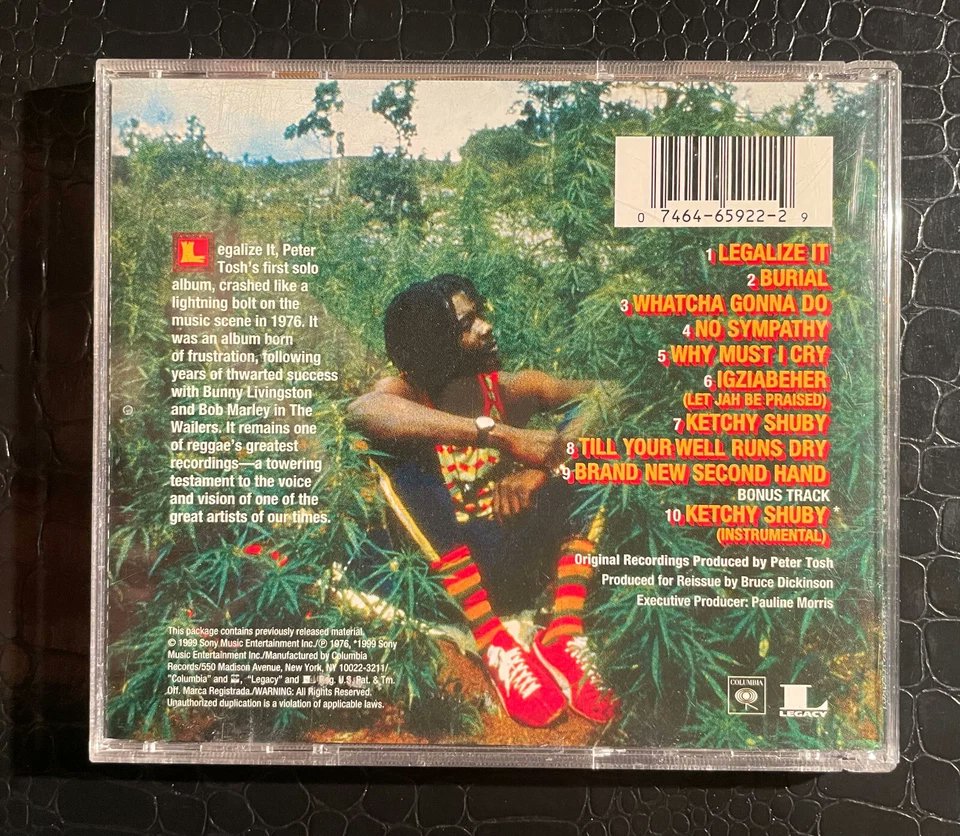 0 7464-65922-2 9
Legalize It, Peter
Tosh's first solo
album, crashed like a
lightning bolt on the
music scene in 1976. It
was an album born
of frustration, following
years of thwarted success
with Bunny Livingston
and Bob Marley in The
Wailers. It remains one
of reggae's greatest
recordings—a towering
testament to the voice
and vision of one of the
great artists of our times.
1 LEGALIZE IT
2 BURIAL
3 WHATCHA GONNA DO
4 NO SYMPATHY
5 WHY MUST I CRY
6 IGZIABEHER
(LET JAH BE PRAISED)
7 KETCHY SHUBY
8 TILL YOUR WELL RUNS DRY
9 BRAND NEW SECOND HAND
BONUS TRACK
10 KETCHY SHUBY*
(INSTRUMENTAL)
Original Recordings Produced by Peter Tosh
Produced for Reissue by Bruce Dickinson
Executive Producer: Pauline Morris
This package contains previously released material.
© 1999 Sony Music Entertainment Inc./℗ 1976, *1999 Sony
Music Entertainment Inc./Manufactured by Columbia
Records/550 Madison Avenue, New York, NY 10022-3211/
"Columbia" and , "Legacy" and L Reg. U.S. Pat. & Tm.
Off. Marca Registrada./WARNING: All Rights Reserved.
Unauthorized duplication is a violation of applicable laws.
COLUMBIA
L
LEGACY